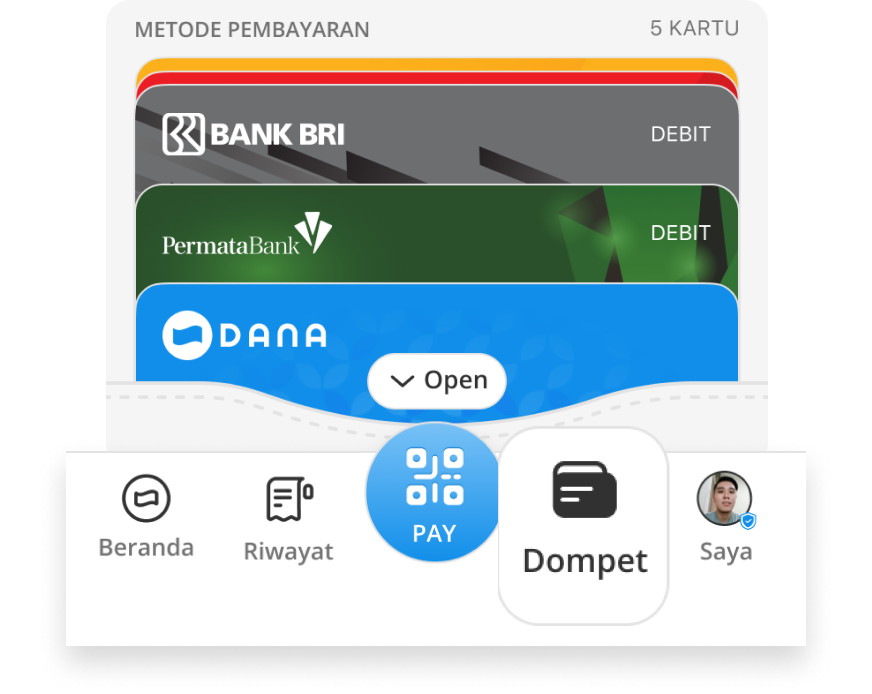 METODE PEMBAYARAN 5 KARTU
BANK BRI DEBIT
PermataBank DEBIT
DANA
Open
PAY
Beranda Riwayat Dompet Saya